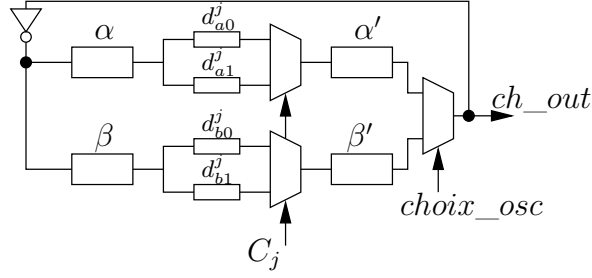 α
d^j_{a0}
d^j_{a1}
α′
ch_out
β
d^j_{b0}
d^j_{b1}
β′
choix_osc
C_j